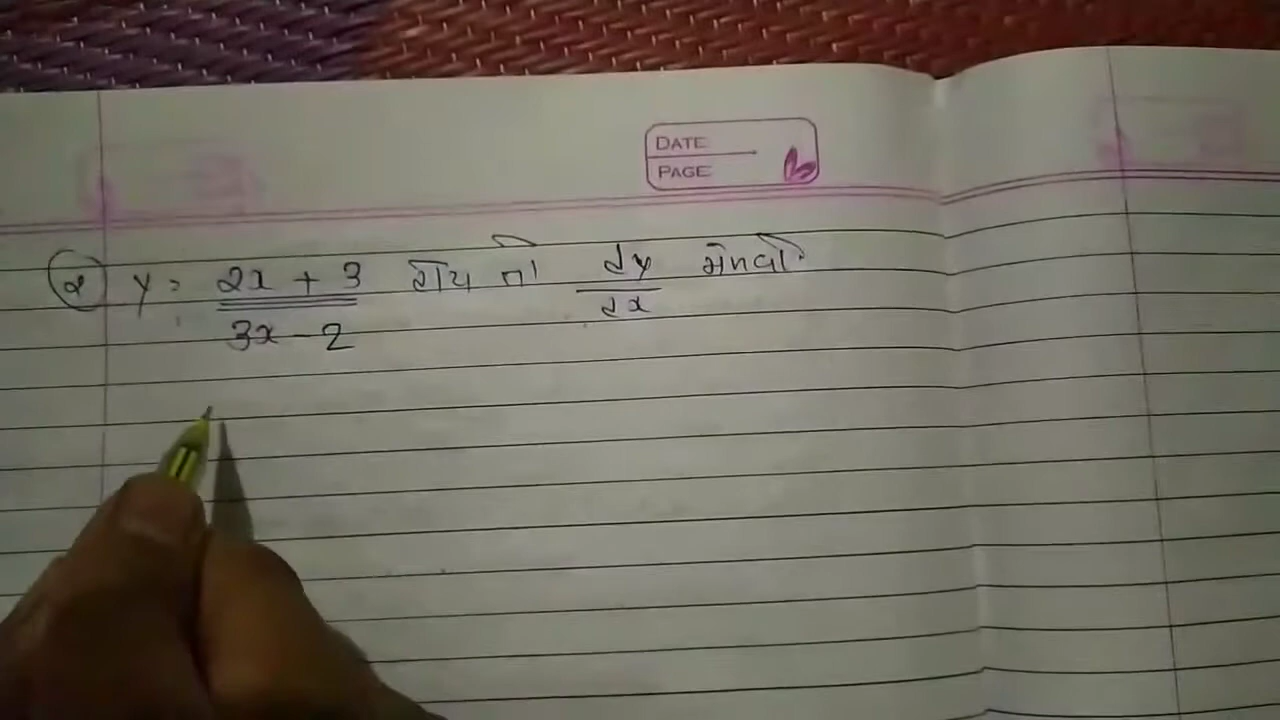 DATE
PAGE
(2) y = 2x + 3 હોય તો dy મેળવો.
3x - 2 dx